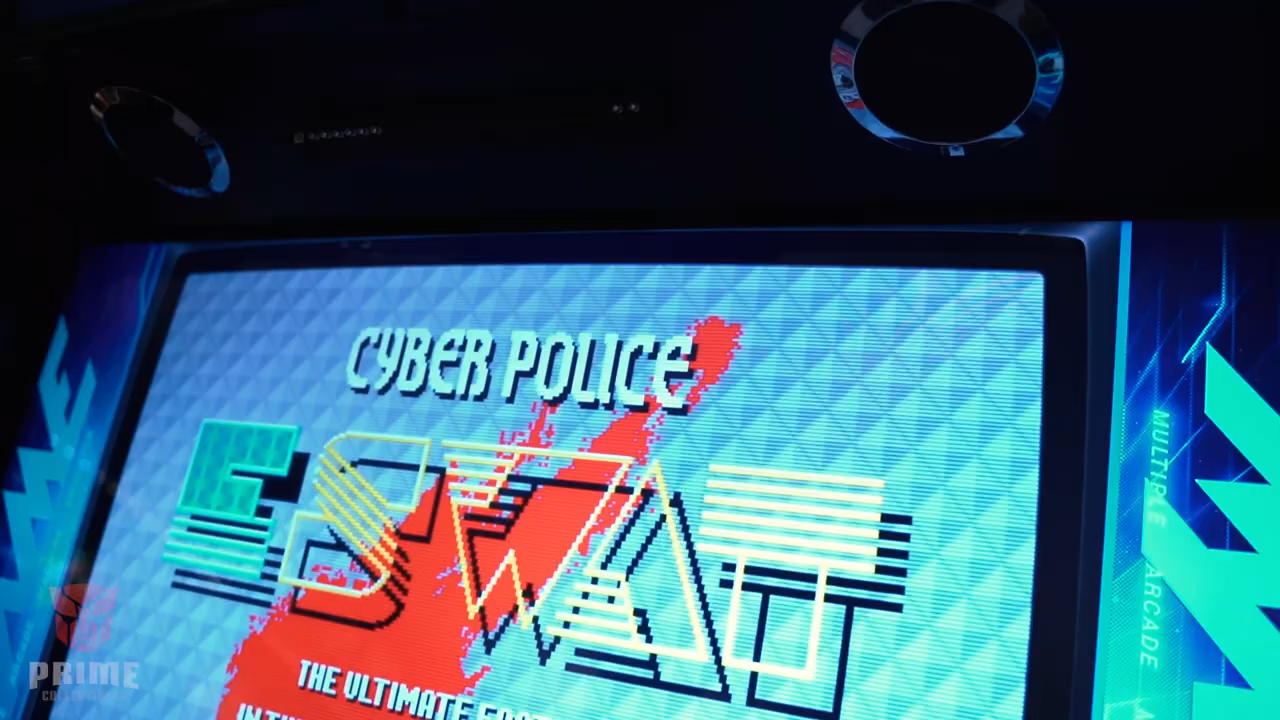 CYBER POLICE
ESWAT
THE ULTIMATE
MULTIPLE ARCADE
PRIME